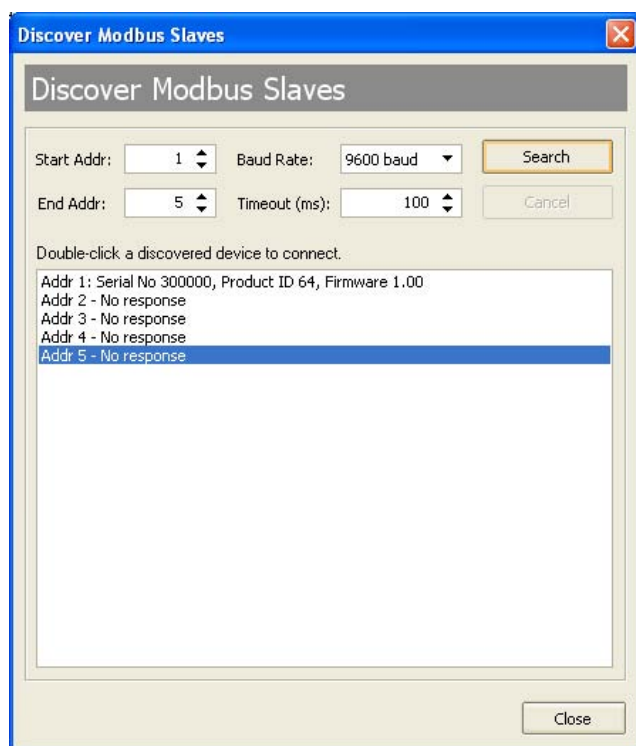 Discover Modbus Slaves
Discover Modbus Slaves
Start Addr: 1 Baud Rate: 9600 baud Search
End Addr: 5 Timeout (ms): 100 Cancel
Double-click a discovered device to connect.
Addr 1: Serial No 300000, Product ID 64, Firmware 1.00
Addr 2 - No response
Addr 3 - No response
Addr 4 - No response
Addr 5 - No response
Close